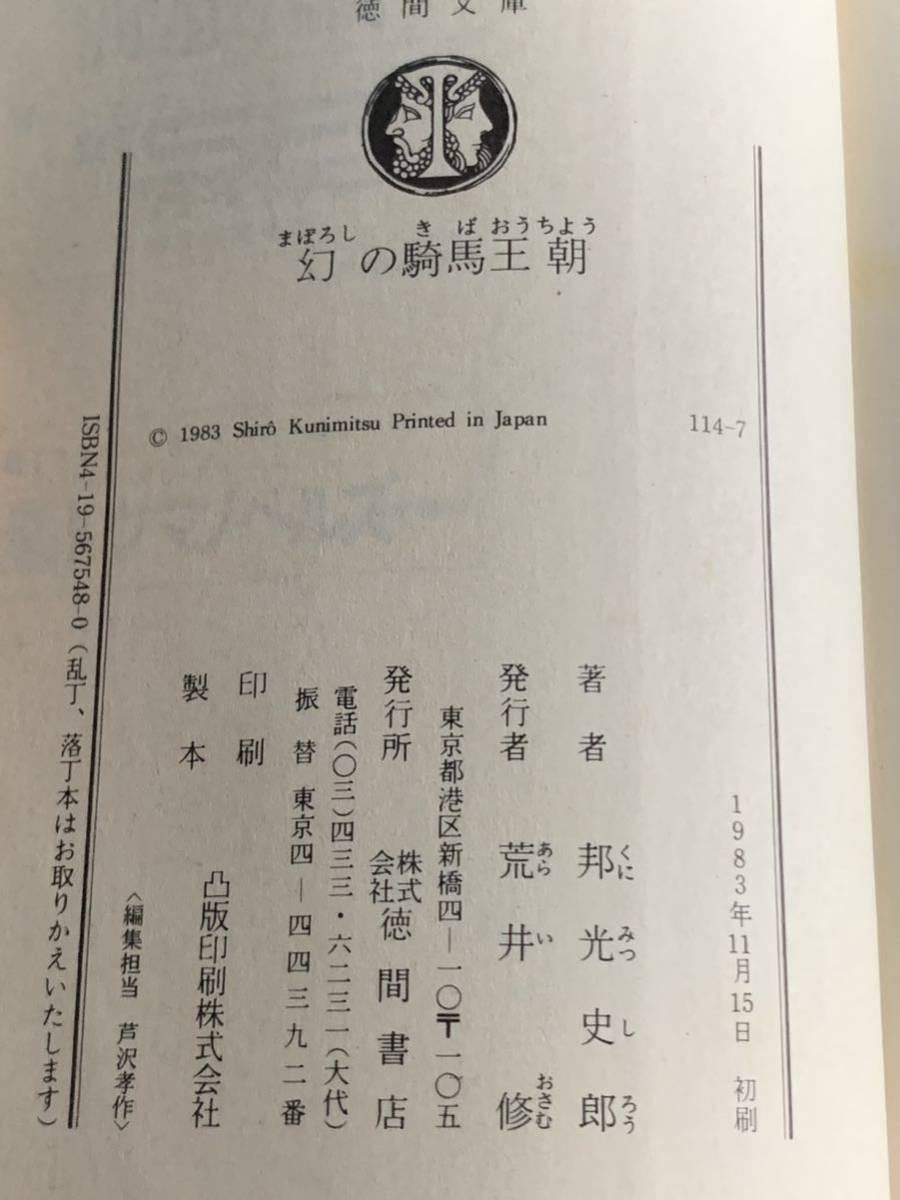 徳間文庫
まぼろし きばおうちよう
幻の騎馬王朝
© 1983 Shirô Kunimitsu Printed in Japan
114-7
1983年11月15日 初刷
著者 邦光史郎
くにみつしろう
発行者 荒井修
あらいおさむ
東京都港区新橋四—一〇〒一〇五
発行所 株式会社徳間書店
電話(〇三)四三三・六二三一(大代)
振替 東京四—四四三九二番
印刷
製本 凸版印刷株式会社
〈編集担当 芦沢孝作〉
ISBN4-19-567548-0(乱丁、落丁本はお取りかえいたします)